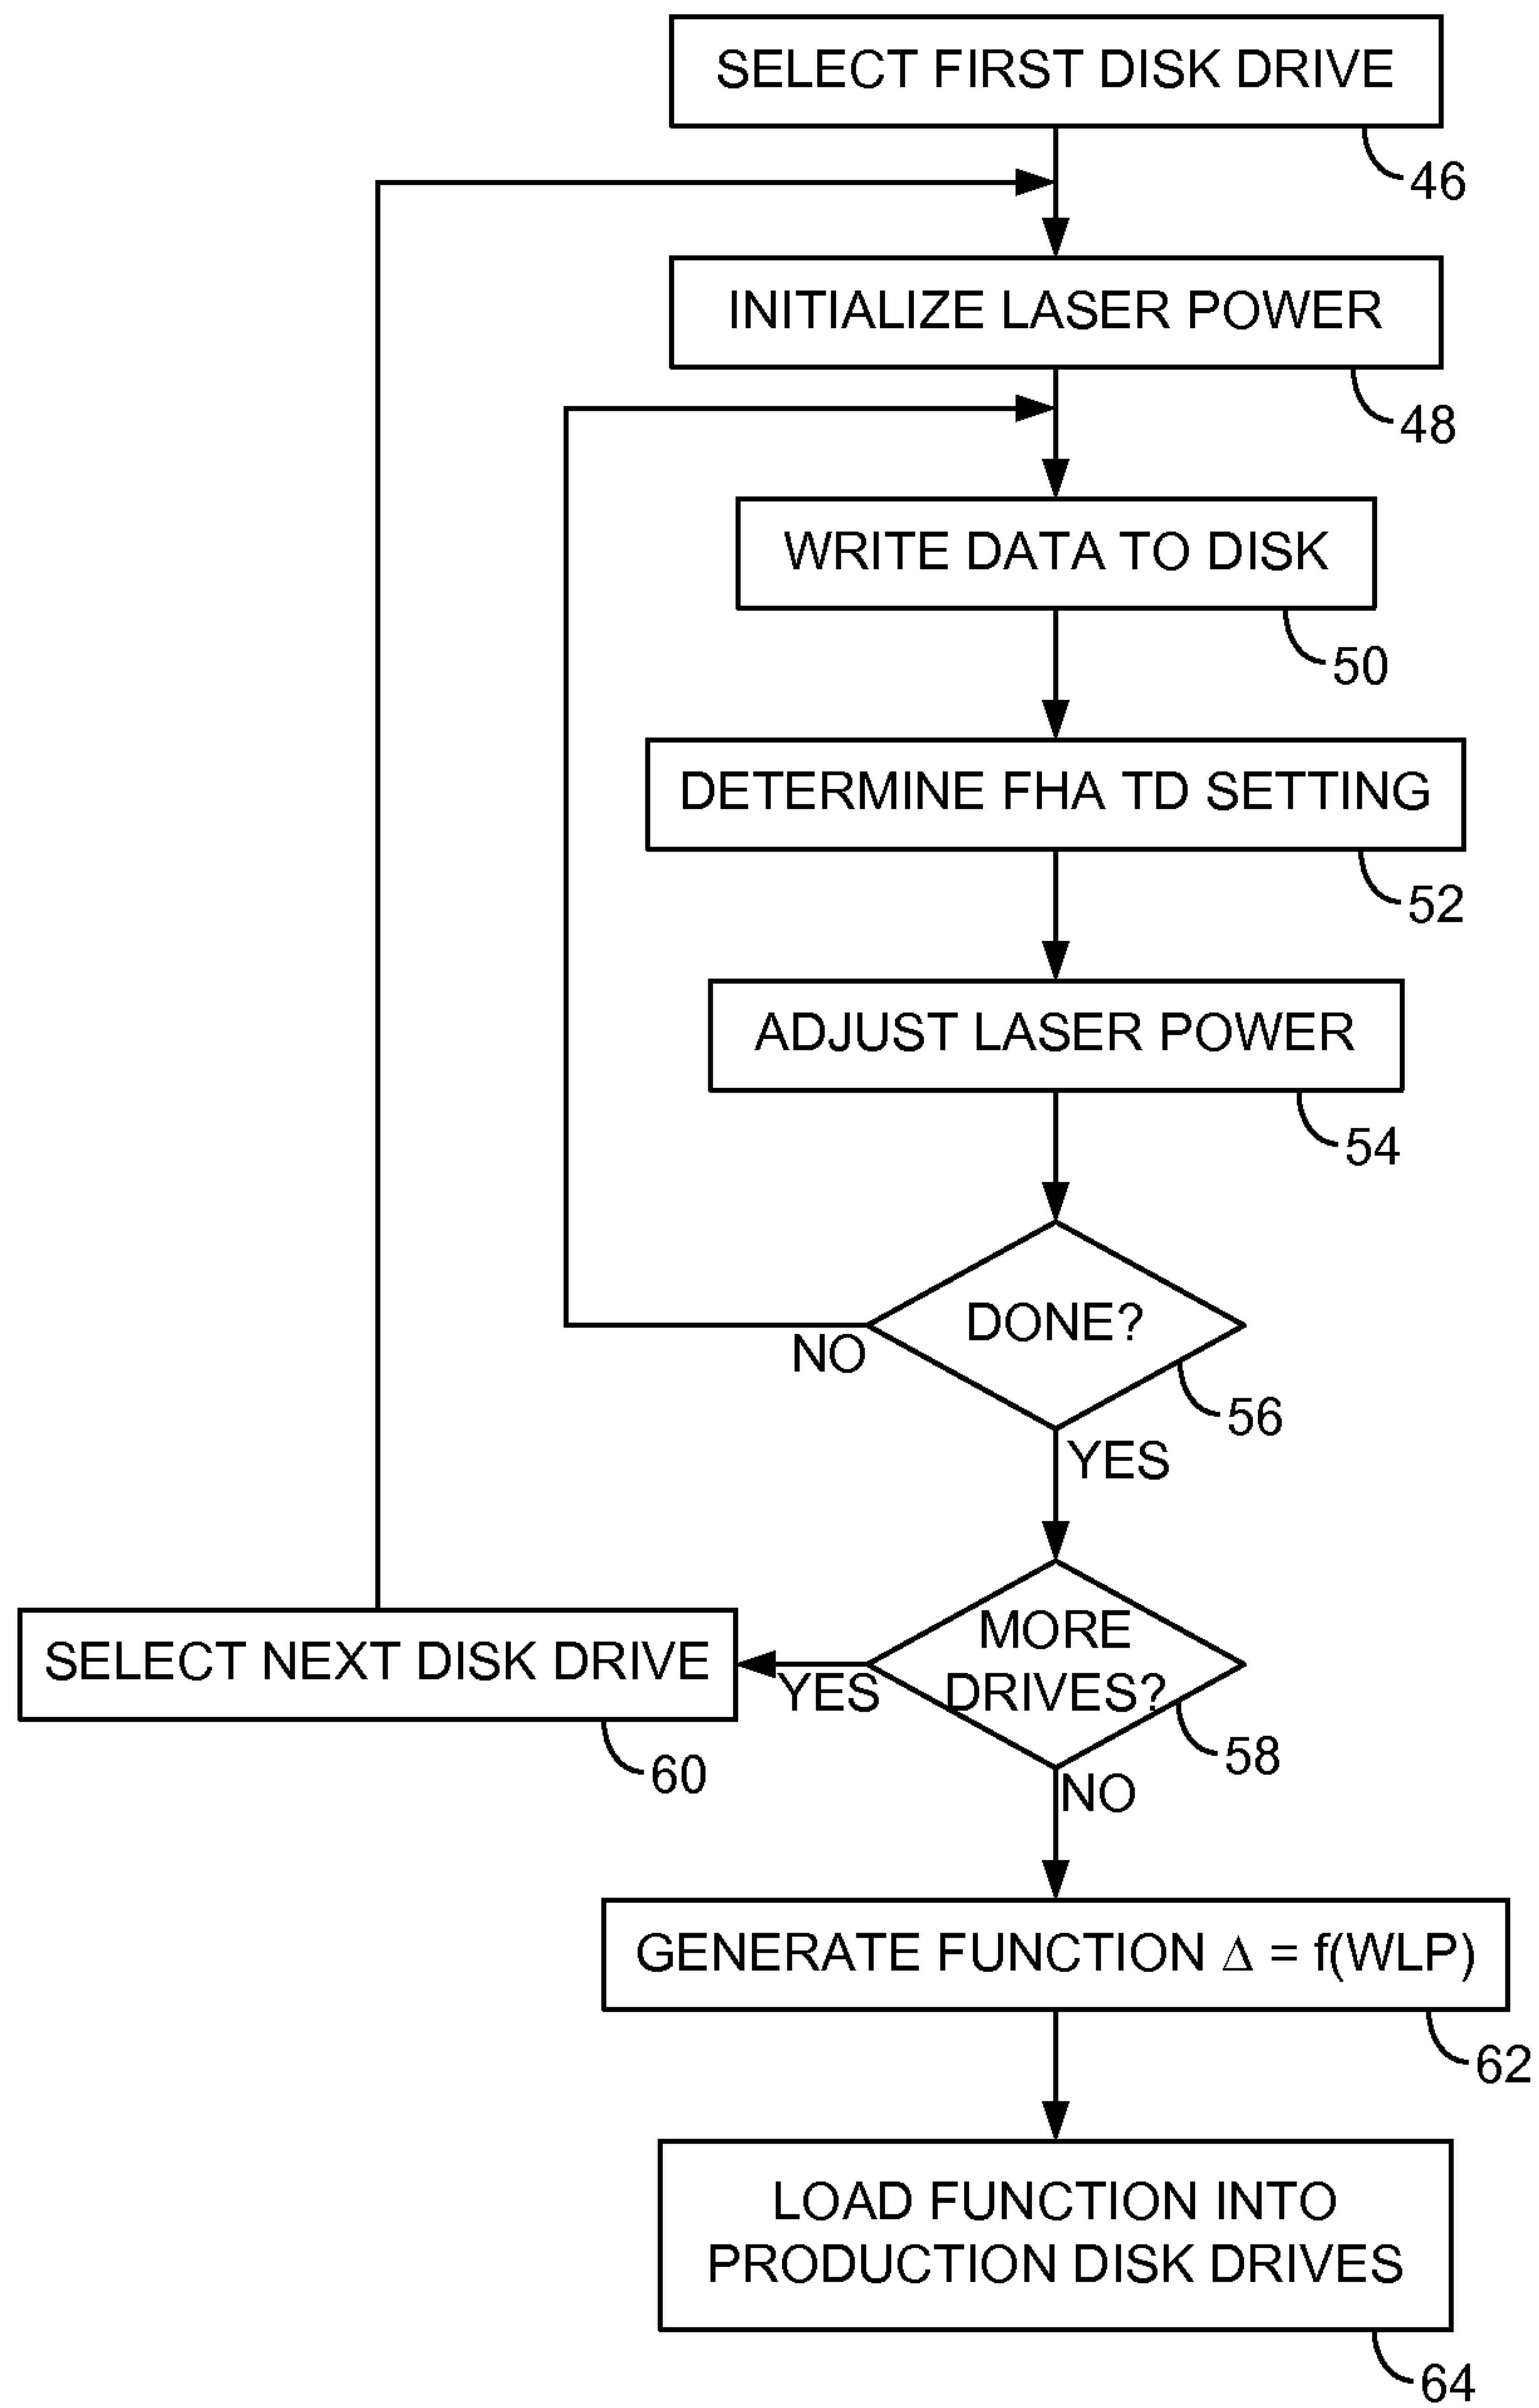 SELECT FIRST DISK DRIVE
46
INITIALIZE LASER POWER
48
WRITE DATA TO DISK
50
DETERMINE FHA TD SETTING
52
ADJUST LASER POWER
54
DONE?
NO
56
YES
MORE
DRIVES?
SELECT NEXT DISK DRIVE
YES
58
60
NO
GENERATE FUNCTION Δ = f(WLP)
62
LOAD FUNCTION INTO
PRODUCTION DISK DRIVES
64